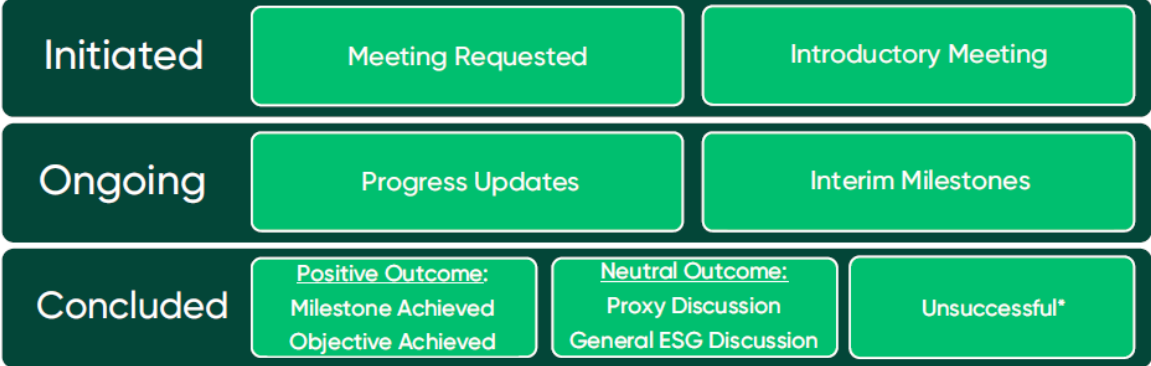 Initiated
Meeting Requested
Introductory Meeting
Ongoing
Progress Updates
Interim Milestones
Concluded
Positive Outcome:
Milestone Achieved
Objective Achieved
Neutral Outcome:
Proxy Discussion
General ESG Discussion
Unsuccessful*